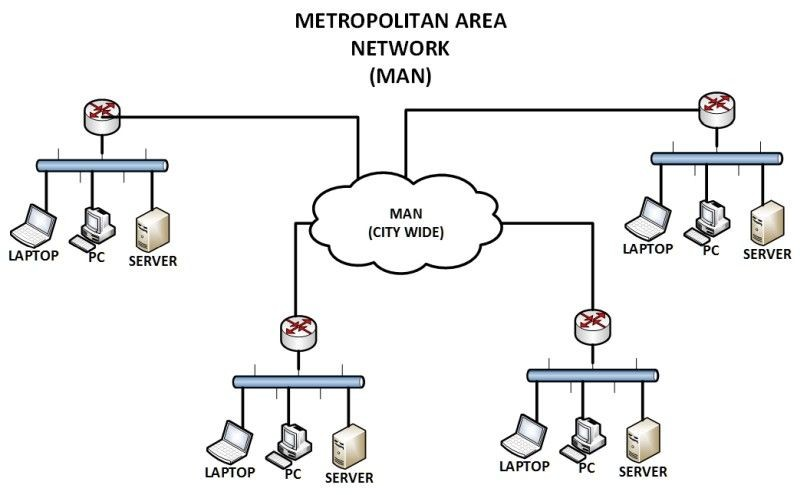 METROPOLITAN AREA
NETWORK
(MAN)
MAN
(CITY WIDE)
LAPTOP
PC
SERVER
LAPTOP
PC
SERVER
LAPTOP
PC
SERVER
LAPTOP
PC
SERVER